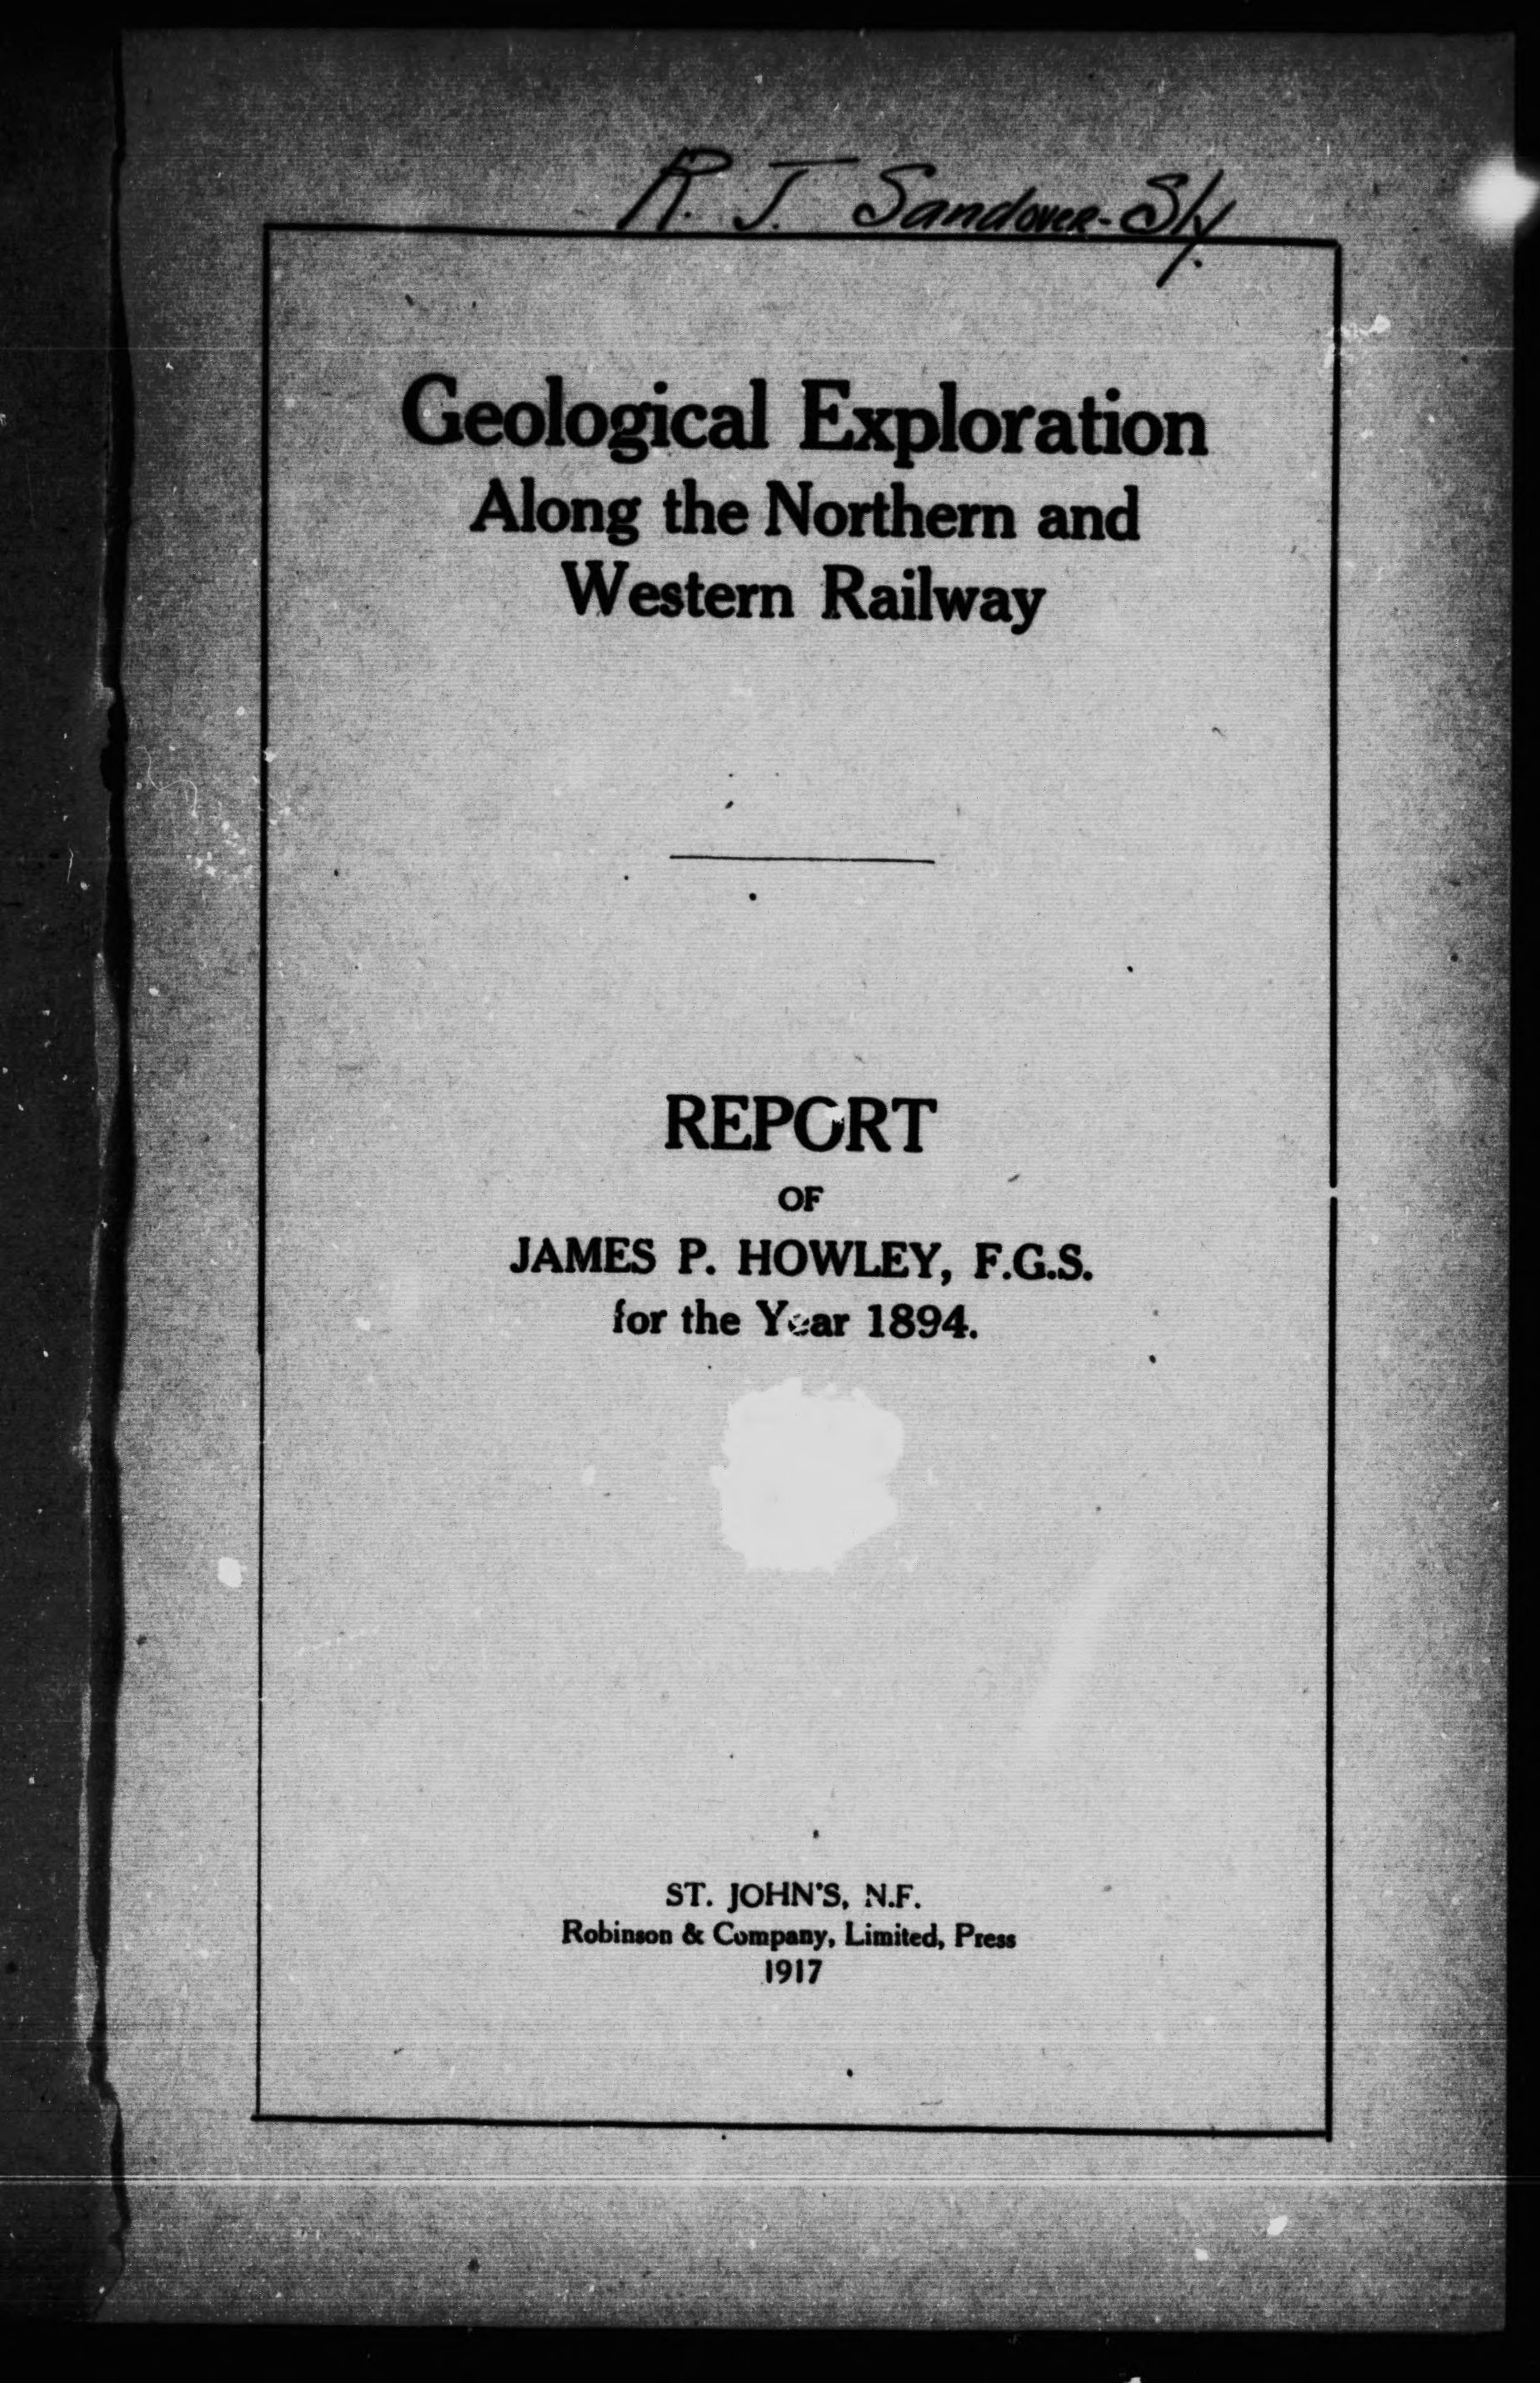 R. J. Sandover-Sly.
Geological Exploration
Along the Northern and
Western Railway
REPORT
OF
JAMES P. HOWLEY, F.G.S.
for the Year 1894.
ST. JOHN'S, N.F.
Robinson & Company, Limited, Press
1917